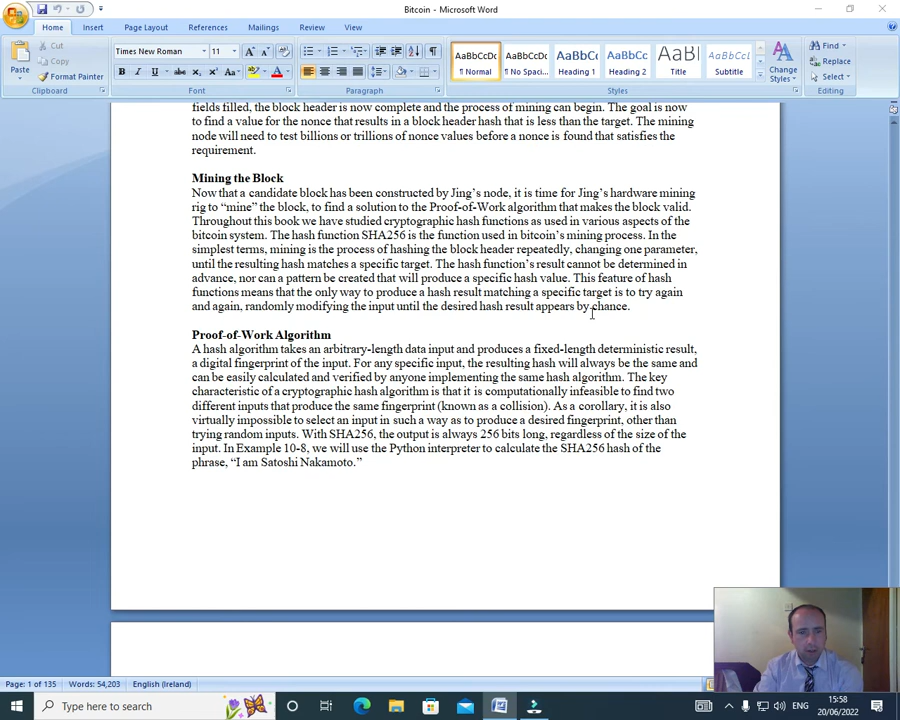 Bitcoin - Microsoft Word
Home Insert Page Layout References Mailings Review View
Paste
Cut
Copy
Format Painter
Clipboard
Times New Roman 11
B I U abc x₂ x² Aa A
Font
Paragraph
AaBbCcDc AaBbCcDc AaBbCc AaBbCc AaBl AaBbCcl
¶ Normal ¶ No Spaci... Heading 1 Heading 2 Title Subtitle
Change
Styles
Styles
Find
Replace
Select
Editing
fields filled, the block header is now complete and the process of mining can begin. The goal is now
to find a value for the nonce that results in a block header hash that is less than the target. The mining
node will need to test billions or trillions of nonce values before a nonce is found that satisfies the
requirement.
Mining the Block
Now that a candidate block has been constructed by Jing’s node, it is time for Jing’s hardware mining
rig to “mine” the block, to find a solution to the Proof-of-Work algorithm that makes the block valid.
Throughout this book we have studied cryptographic hash functions as used in various aspects of the
bitcoin system. The hash function SHA256 is the function used in bitcoin’s mining process. In the
simplest terms, mining is the process of hashing the block header repeatedly, changing one parameter,
until the resulting hash matches a specific target. The hash function’s result cannot be determined in
advance, nor can a pattern be created that will produce a specific hash value. This feature of hash
functions means that the only way to produce a hash result matching a specific target is to try again
and again, randomly modifying the input until the desired hash result appears by chance.
Proof-of-Work Algorithm
A hash algorithm takes an arbitrary-length data input and produces a fixed-length deterministic result,
a digital fingerprint of the input. For any specific input, the resulting hash will always be the same and
can be easily calculated and verified by anyone implementing the same hash algorithm. The key
characteristic of a cryptographic hash algorithm is that it is computationally infeasible to find two
different inputs that produce the same fingerprint (known as a collision). As a corollary, it is also
virtually impossible to select an input in such a way as to produce a desired fingerprint, other than
trying random inputs. With SHA256, the output is always 256 bits long, regardless of the size of the
input. In Example 10-8, we will use the Python interpreter to calculate the SHA256 hash of the
phrase, “I am Satoshi Nakamoto.”
Page: 1 of 135 Words: 54,203 English (Ireland)
Type here to search
ENG
15:58
20/06/2022